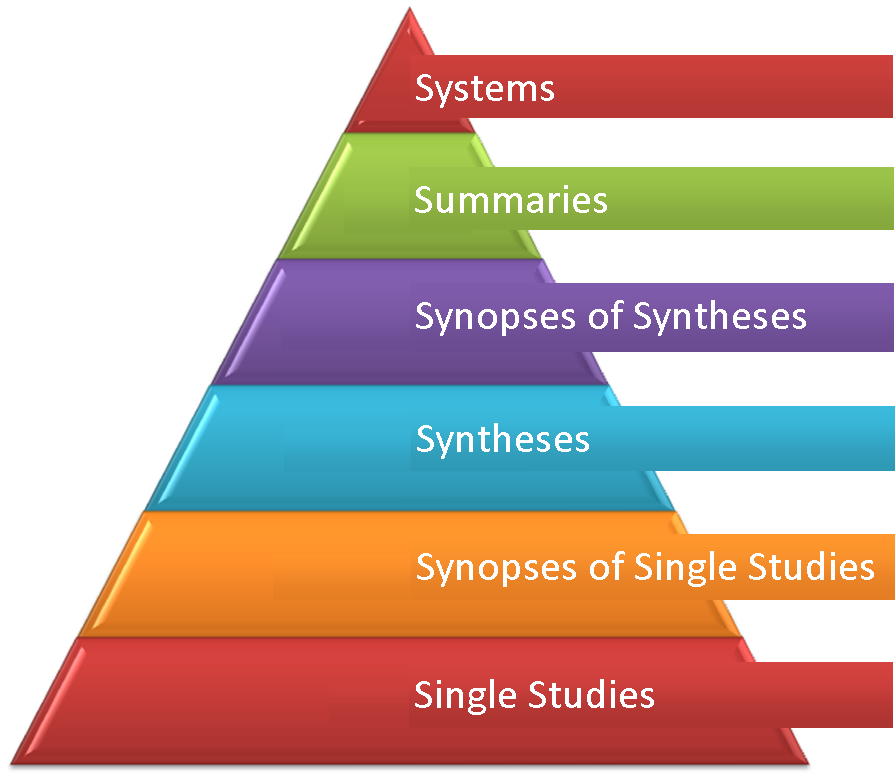 Systems
Summaries
Synopses of Syntheses
Syntheses
Synopses of Single Studies
Single Studies